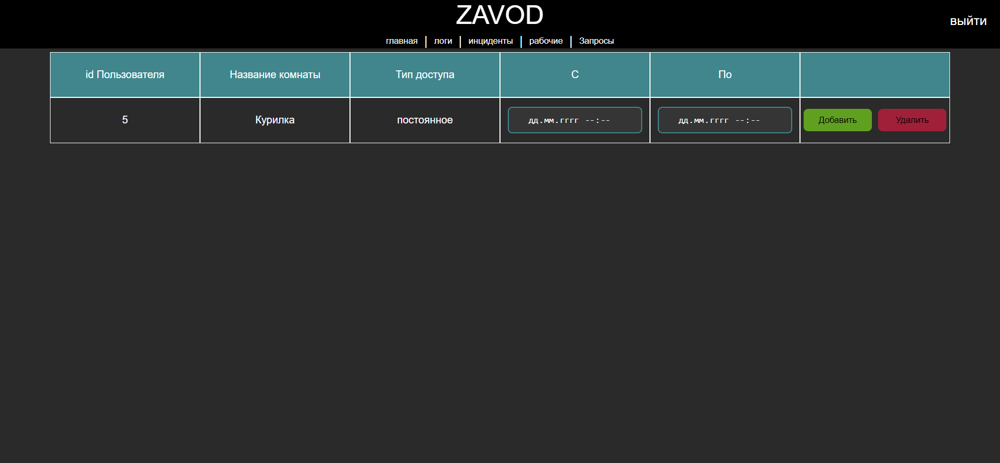 ZAVOD
ВЫЙТИ
главная | логи | инциденты | рабочие | Запросы
id Пользователя Название комнаты Тип доступа С По
5 Курилка постоянное дд.мм.гггг --:-- дд.мм.гггг --:-- Добавить Удалить